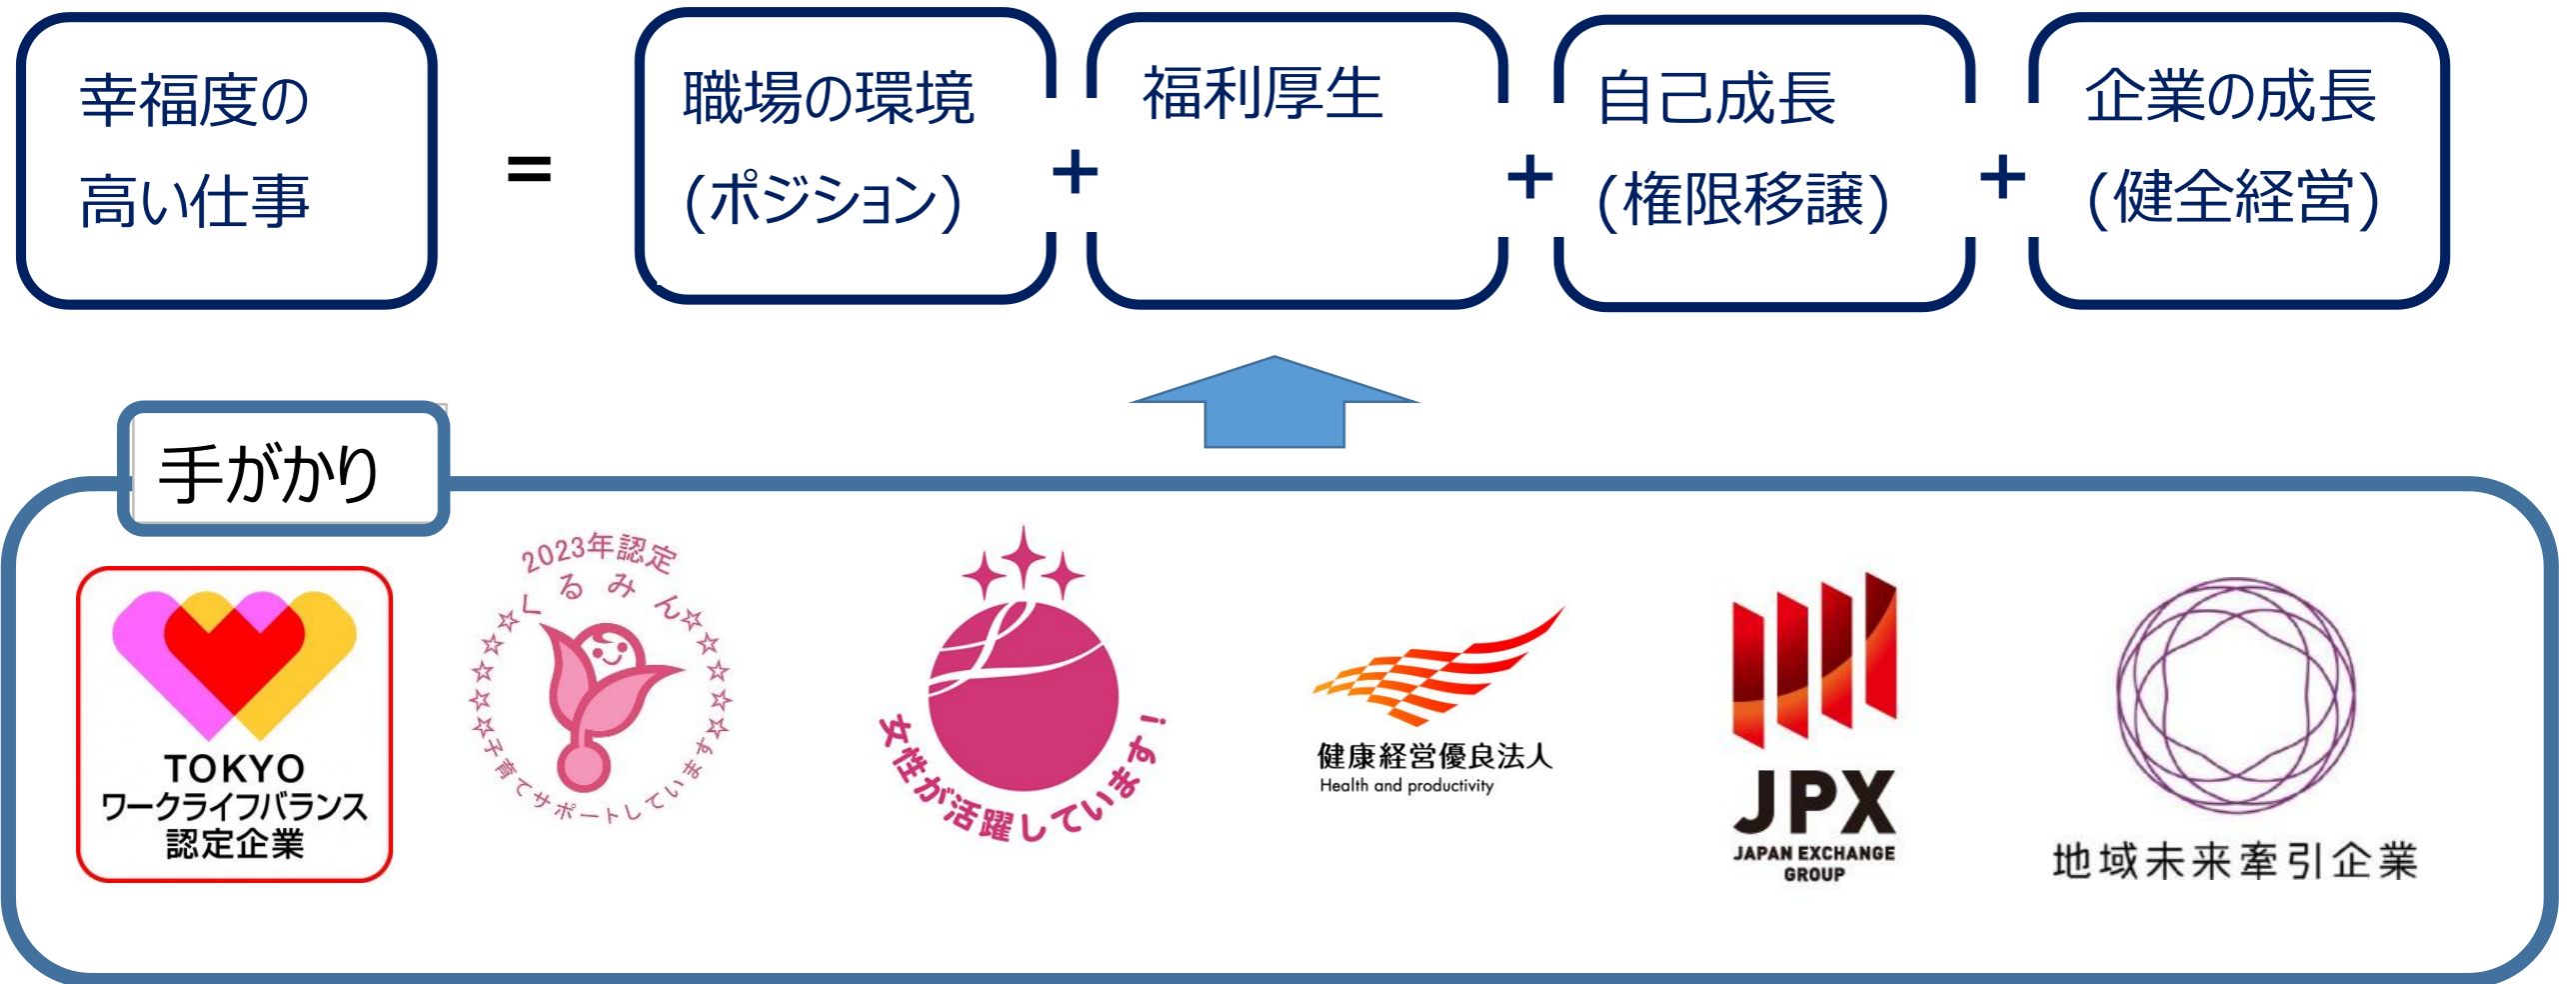 幸福度の
高い仕事
=
職場の環境
(ポジション)
+
福利厚生
+
自己成長
(権限移譲)
+
企業の成長
(健全経営)
手がかり
TOKYO
ワークライフバランス
認定企業
2023年認定
くるみん
子育てサポートしています
女性が活躍しています!
健康経営優良法人
Health and productivity
JPX
JAPAN EXCHANGE
GROUP
地域未来牽引企業